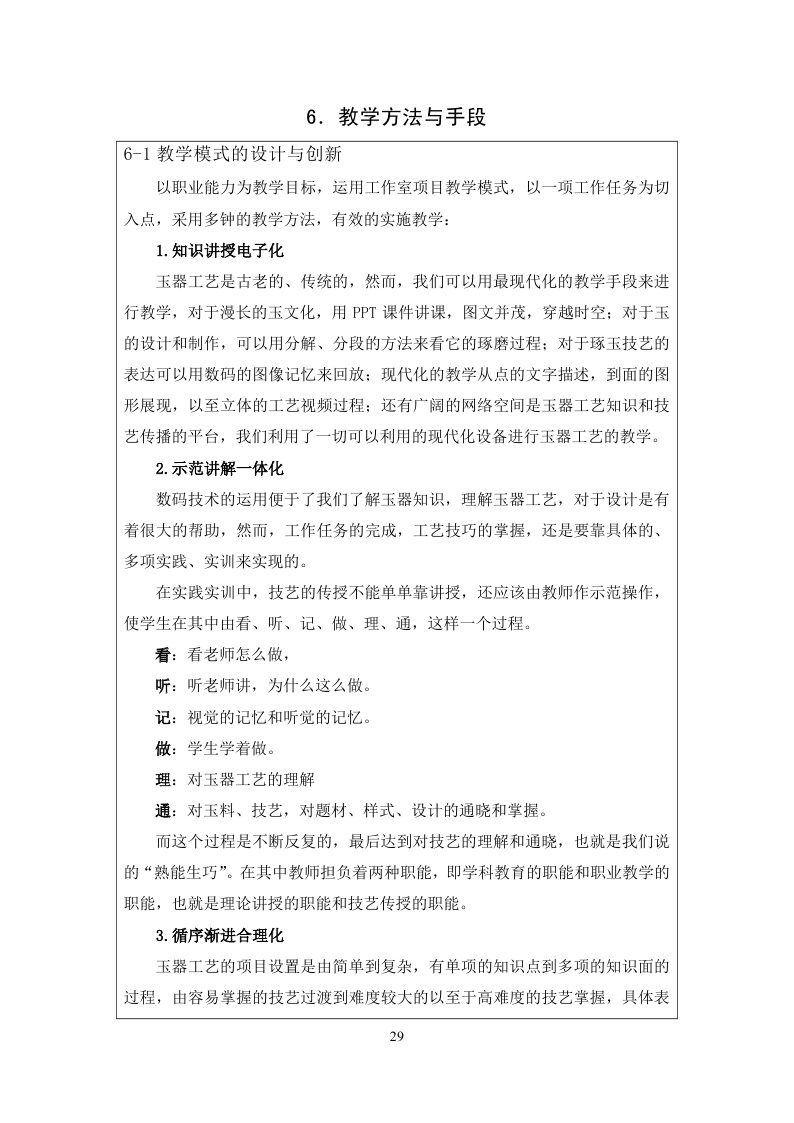 6. 教学方法与手段
6-1 教学模式的设计与创新
以职业能力为教学目标，运用工作室项目教学模式，以一项工作任务为切
入点，采用多钟的教学方法，有效的实施教学：
1.知识讲授电子化
玉器工艺是古老的、传统的，然而，我们可以用最现代化的教学手段来进
行教学，对于漫长的玉文化，用 PPT 课件讲课，图文并茂，穿越时空；对于玉
的设计和制作，可以用分解、分段的方法来看它的琢磨过程；对于琢玉技艺的
表达可以用数码的图像记忆来回放；现代化的教学从点的文字描述，到面的图
形展现，以至立体的工艺视频过程；还有广阔的网络空间是玉器工艺知识和技
艺传播的平台，我们利用了一切可以利用的现代化设备进行玉器工艺的教学。
2.示范讲解一体化
数码技术的运用便于了我们了解玉器知识，理解玉器工艺，对于设计是有
着很大的帮助，然而，工作任务的完成，工艺技巧的掌握，还是要靠具体的、
多项实践、实训来实现的。
在实践实训中，技艺的传授不能单单靠讲授，还应该由教师作示范操作，
使学生在其中由看、听、记、做、理、通，这样一个过程。
看：看老师怎么做，
听：听老师讲，为什么这么做。
记：视觉的记忆和听觉的记忆。
做：学生学着做。
理：对玉器工艺的理解
通：对玉料、技艺，对题材、样式、设计的通晓和掌握。
而这个过程是不断反复的，最后达到对技艺的理解和通晓，也就是我们说
的“熟能生巧”。在其中教师担负着两种职能，即学科教育的职能和职业教学的
职能，也就是理论讲授的职能和技艺传授的职能。
3.循序渐进合理化
玉器工艺的项目设置是由简单到复杂，有单项的知识点到多项的知识面的
过程，由容易掌握的技艺过渡到难度较大的以至于高难度的技艺掌握，具体表
29